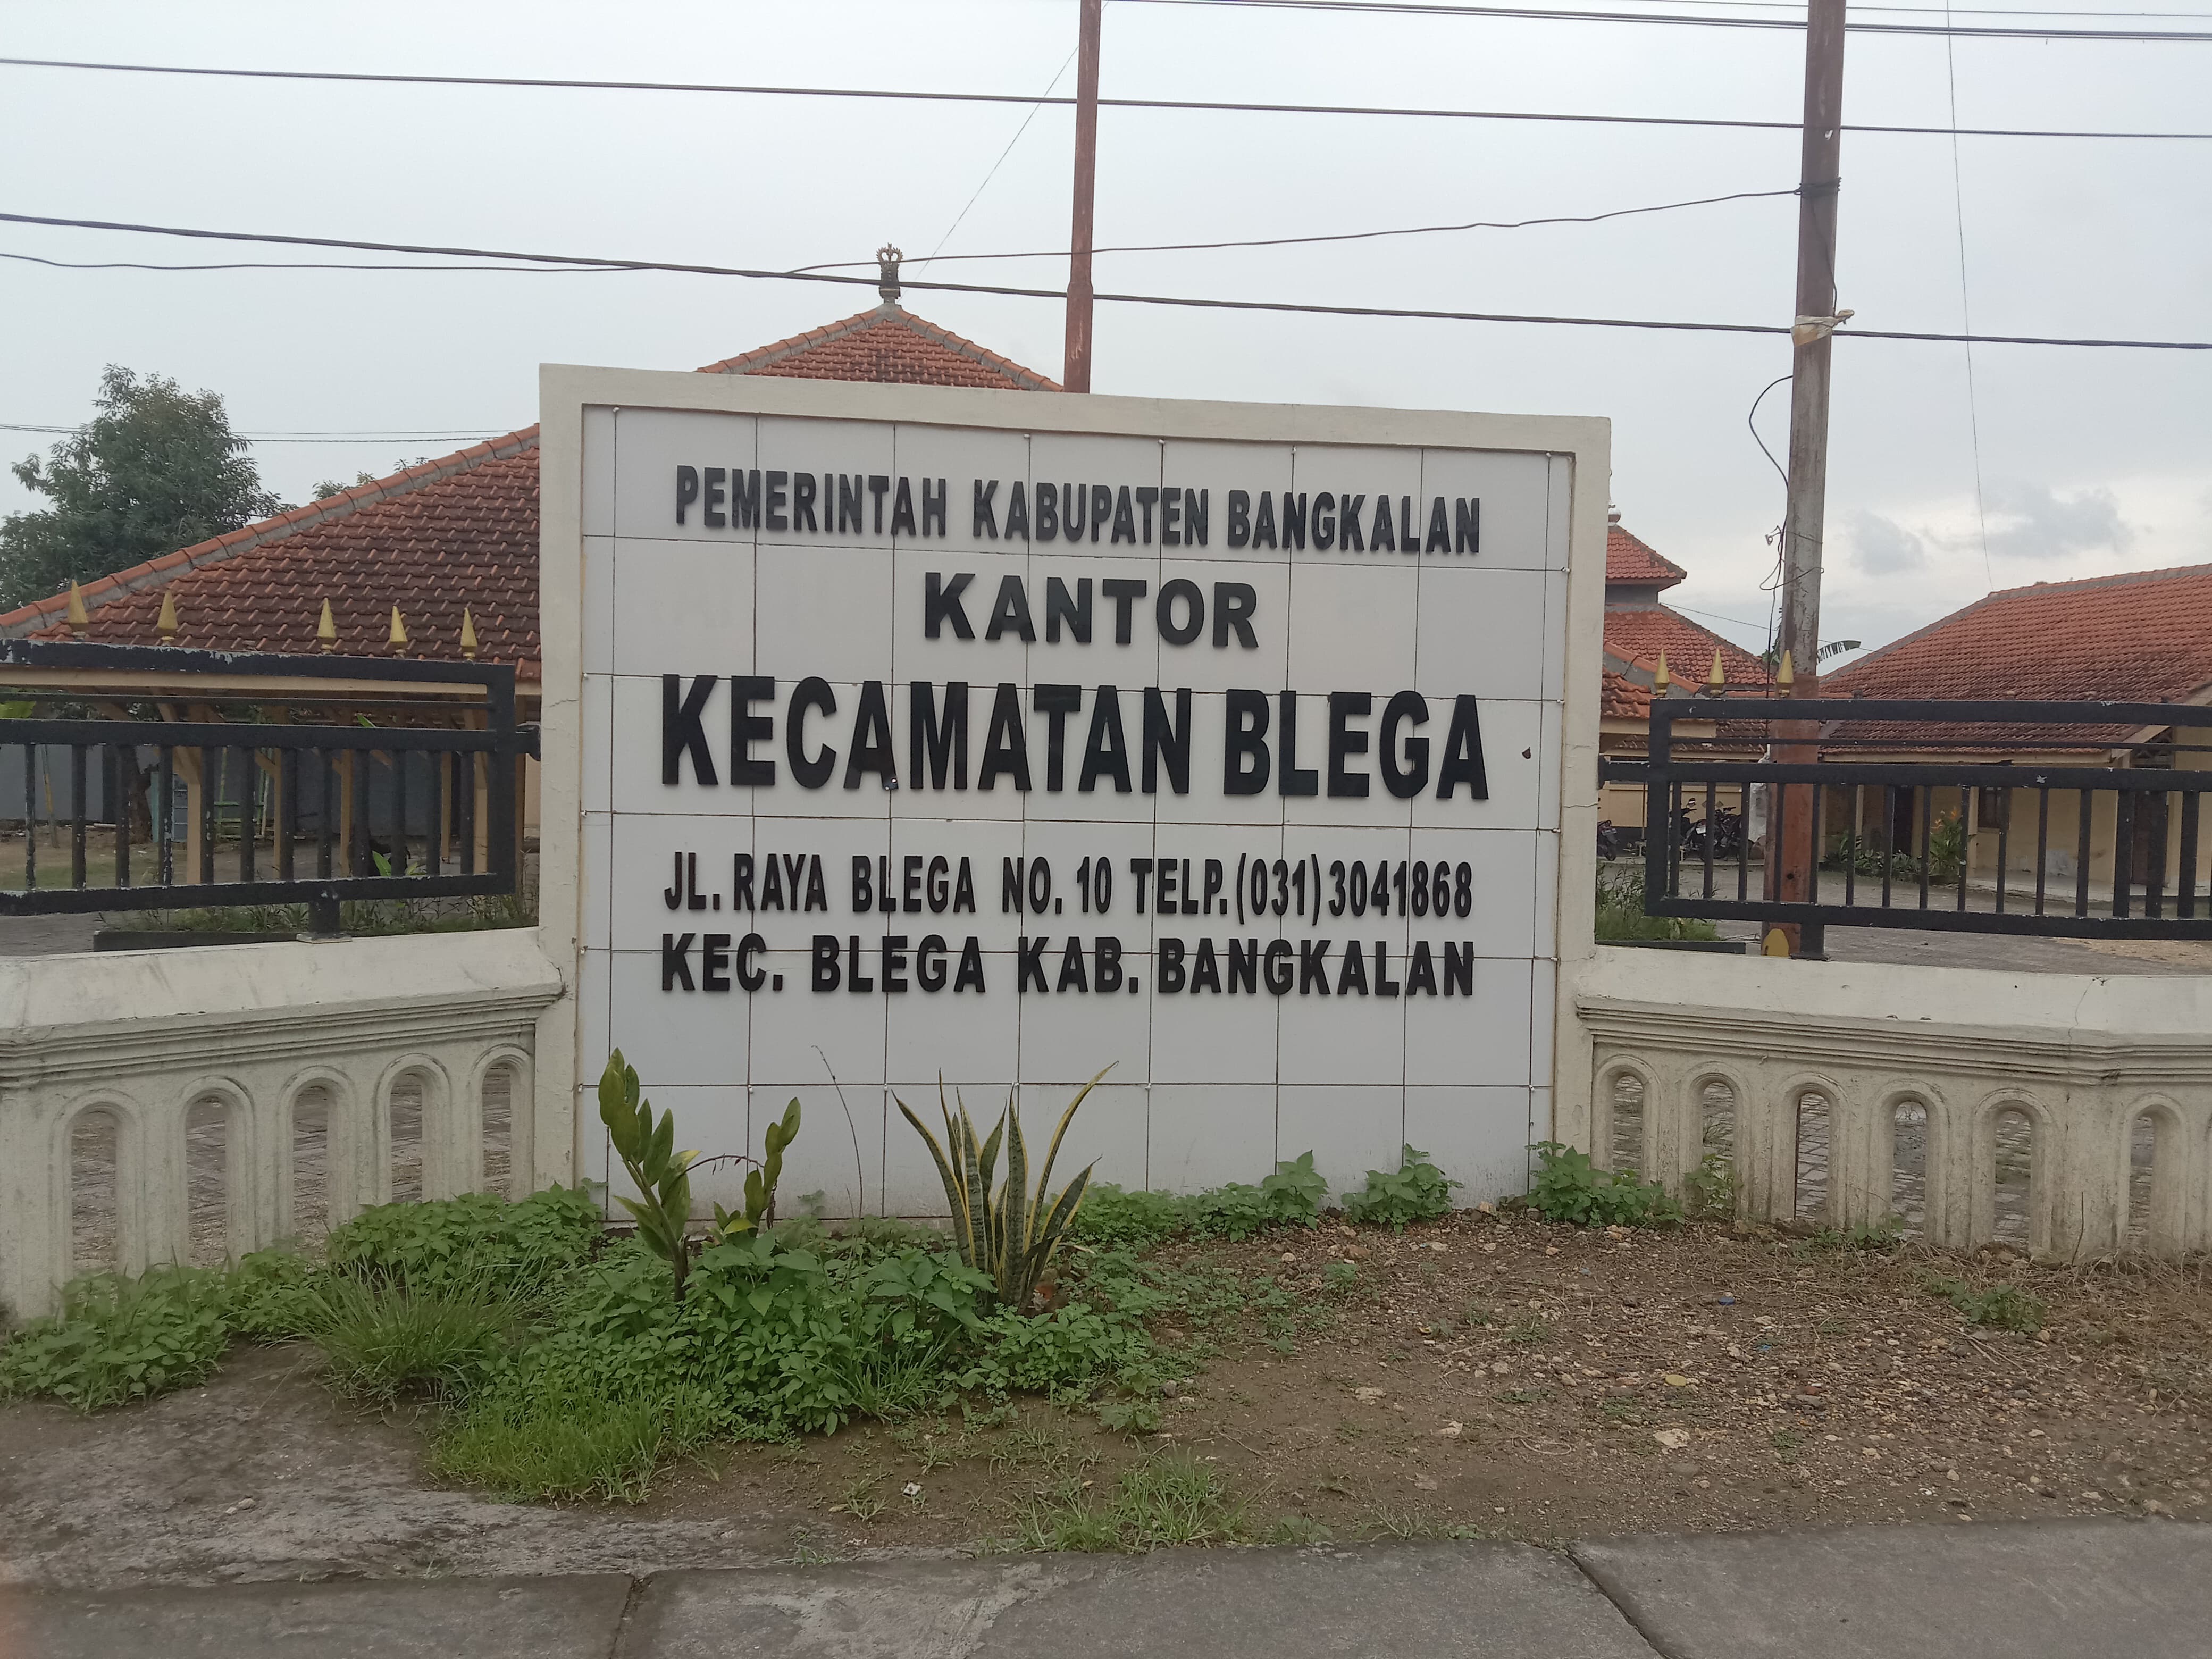 PEMERINTAH KABUPATEN BANGKALAN
KANTOR
KECAMATAN BLEGA
JL. RAYA BLEGA NO. 10 TELP. (031) 3041868
KEC. BLEGA KAB. BANGKALAN